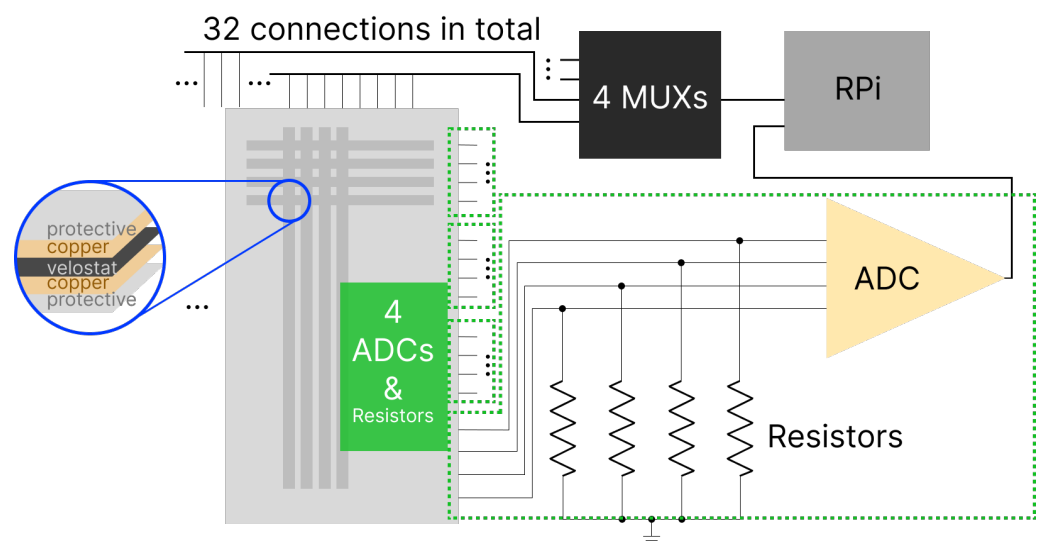 32 connections in total
4 MUXs
RPi
protective
copper
velostat
copper
protective
4
ADCs
&
Resistors
ADC
Resistors